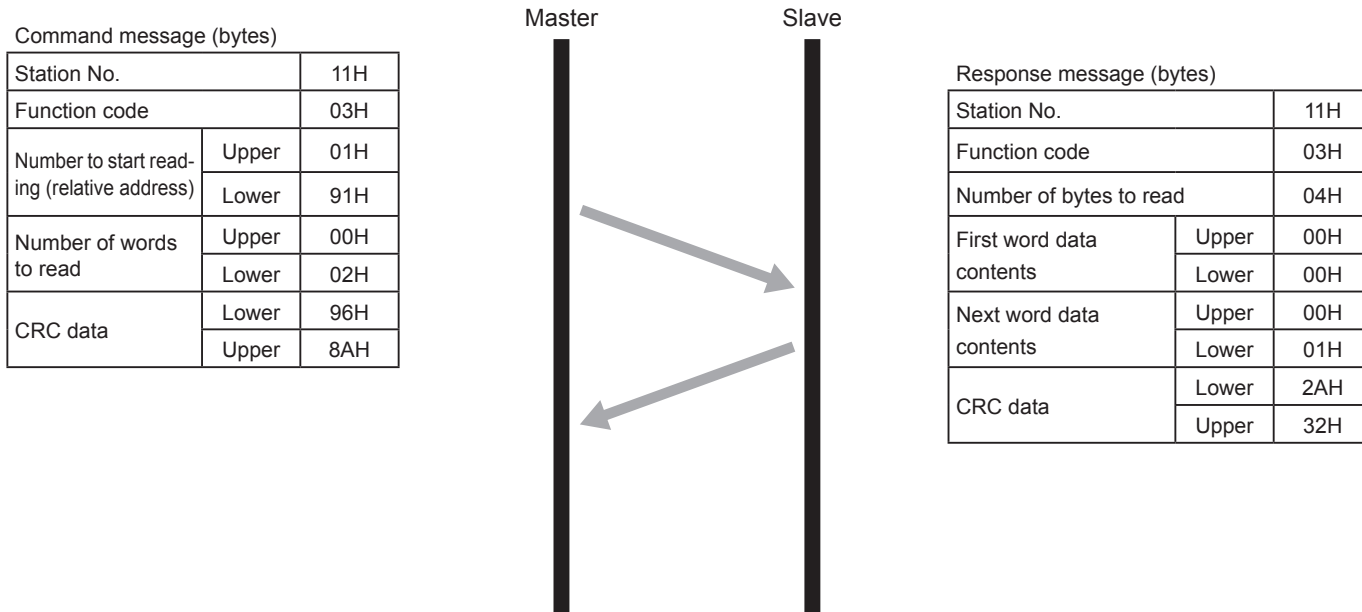 Master
Slave
Command message (bytes)
Station No. 11H
Function code 03H
Number to start read-
ing (relative address)
Upper 01H
Lower 91H
Number of words
to read
Upper 00H
Lower 02H
CRC data
Lower 96H
Upper 8AH
Response message (bytes)
Station No. 11H
Function code 03H
Number of bytes to read 04H
First word data
contents
Upper 00H
Lower 00H
Next word data
contents
Upper 00H
Lower 01H
CRC data
Lower 2AH
Upper 32H